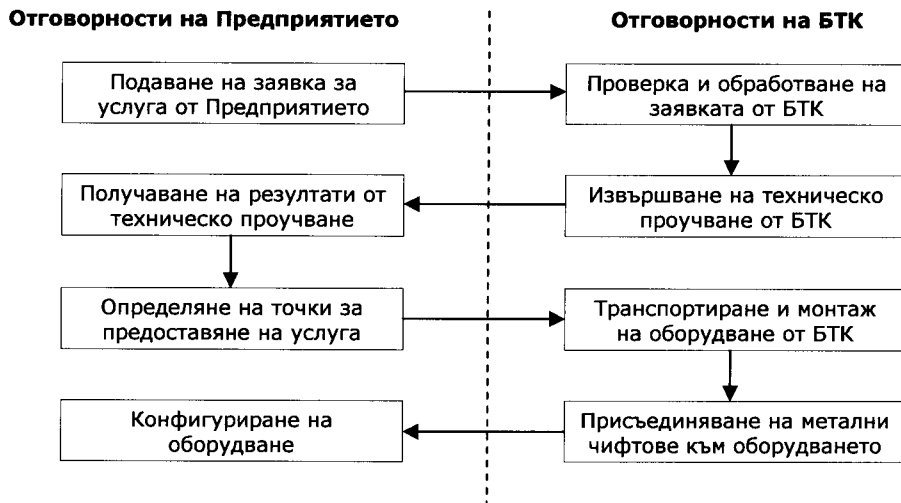 Отговорности на Предприятието
Отговорности на БТК
Подаване на заявка за
услуга от Предприятието
Проверка и обработване на
заявката от БТК
Получаване на резултати от
техническо проучване
Извършване на техническо
проучване от БТК
Определяне на точки за
предоставяне на услуга
Транспортиране и монтаж
на оборудване от БТК
Конфигуриране на
оборудване
Присъединяване на метални
чифтове към оборудването